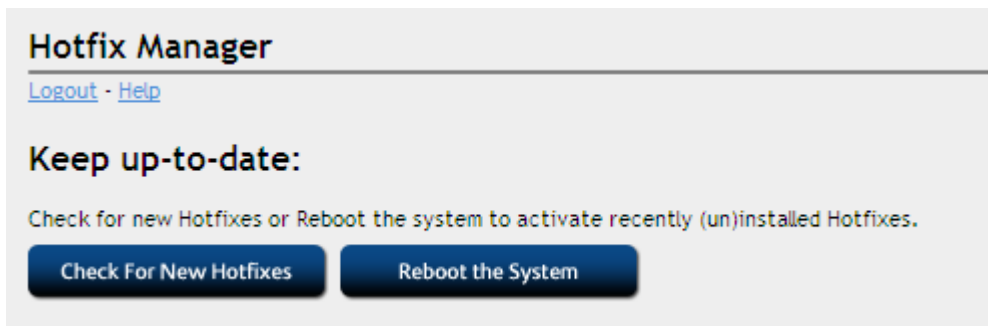 Hotfix Manager
Logout - Help
Keep up-to-date:
Check for new Hotfixes or Reboot the system to activate recently (un)installed Hotfixes.
Check For New Hotfixes Reboot the System